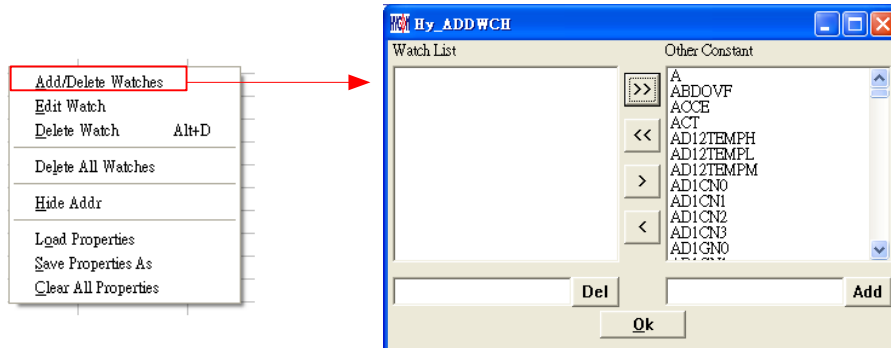 Add/Delete Watches
Edit Watch
Delete Watch Alt+D
Delete All Watches
Hide Addr
Load Properties
Save Properties As
Clear All Properties
Hy_ADDWCH
Watch List
Other Constant
>>
<<
>
<
A
ABDOVF
ACCE
ACT
AD12TEMPH
AD12TEMPL
AD12TEMPM
AD1CN0
AD1CN1
AD1CN2
AD1CN3
AD1GN0
Del
Add
Ok